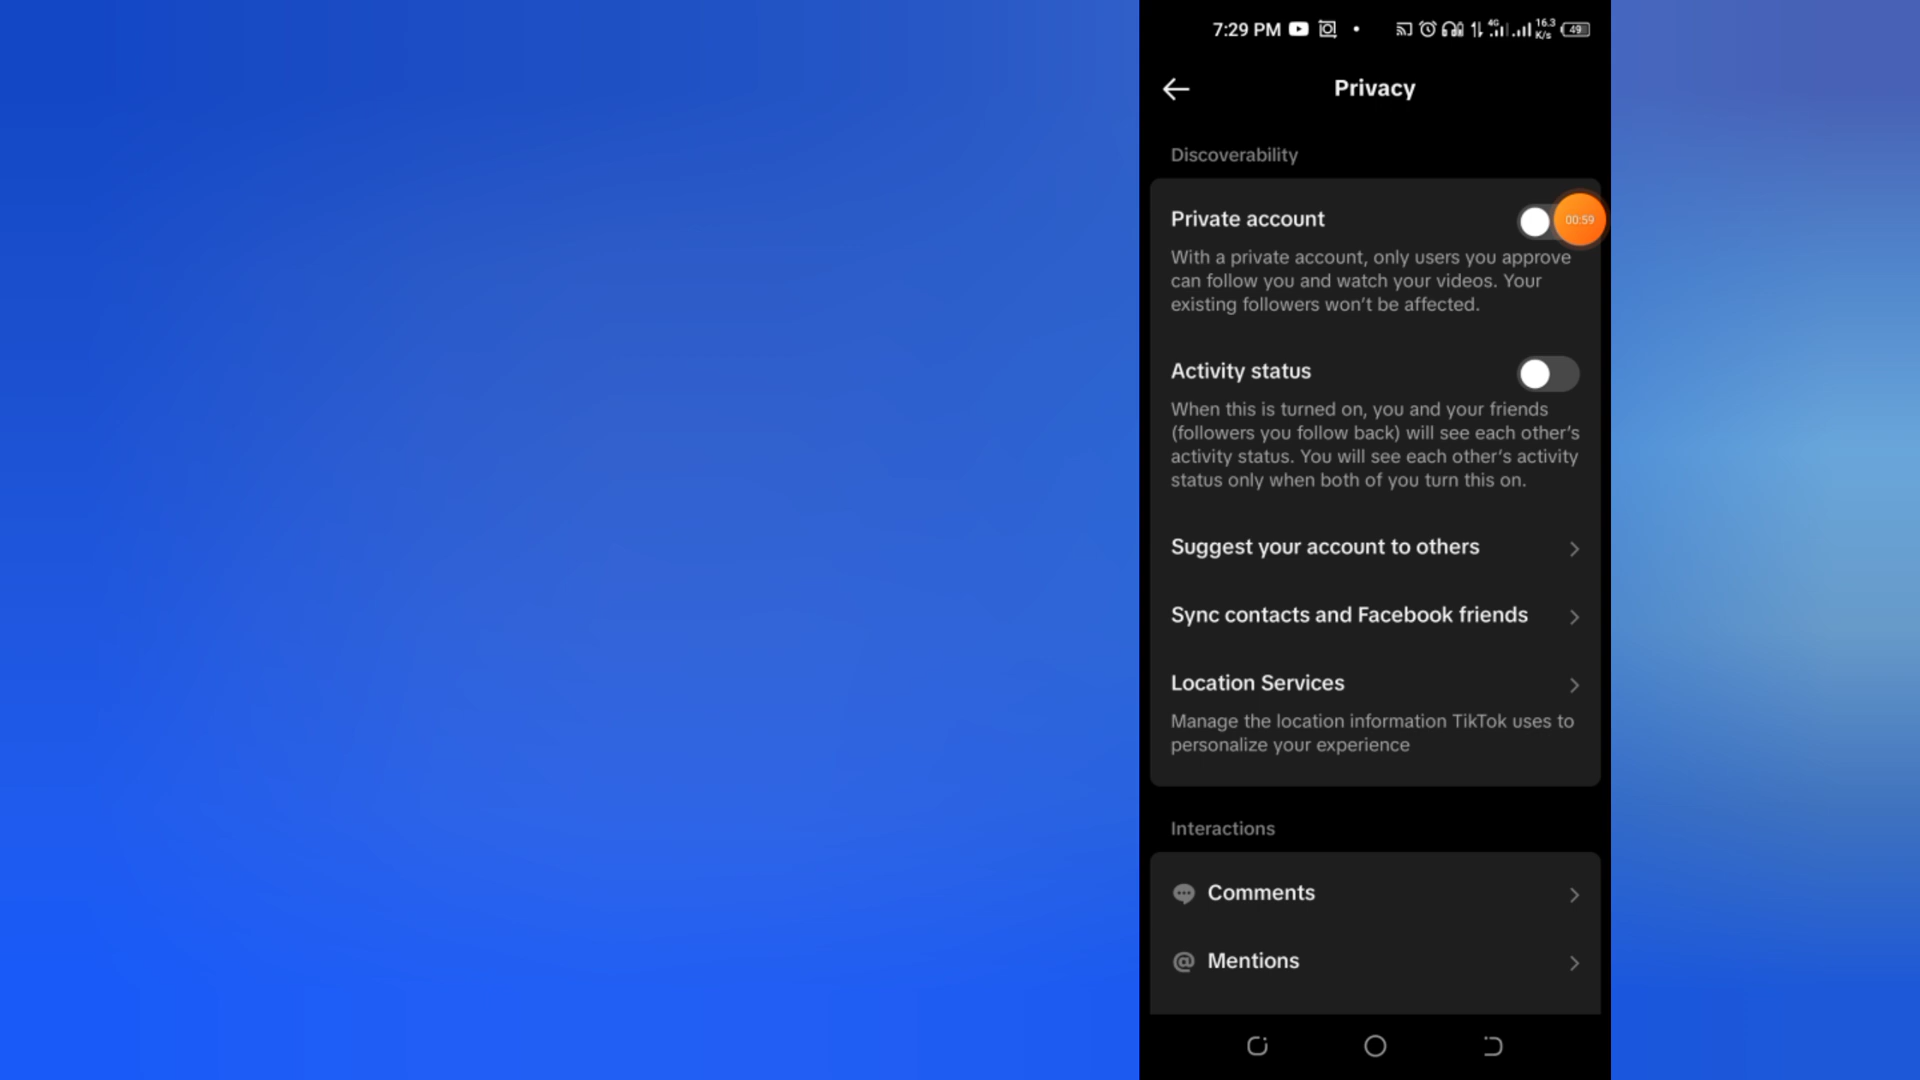 7:29 PM
4G
16.3
K/s
49
Privacy
Discoverability
Private account
00:59
With a private account, only users you approve
can follow you and watch your videos. Your
existing followers won’t be affected.
Activity status
When this is turned on, you and your friends
(followers you follow back) will see each other’s
activity status. You will see each other’s activity
status only when both of you turn this on.
Suggest your account to others
Sync contacts and Facebook friends
Location Services
Manage the location information TikTok uses to
personalize your experience
Interactions
Comments
@ Mentions